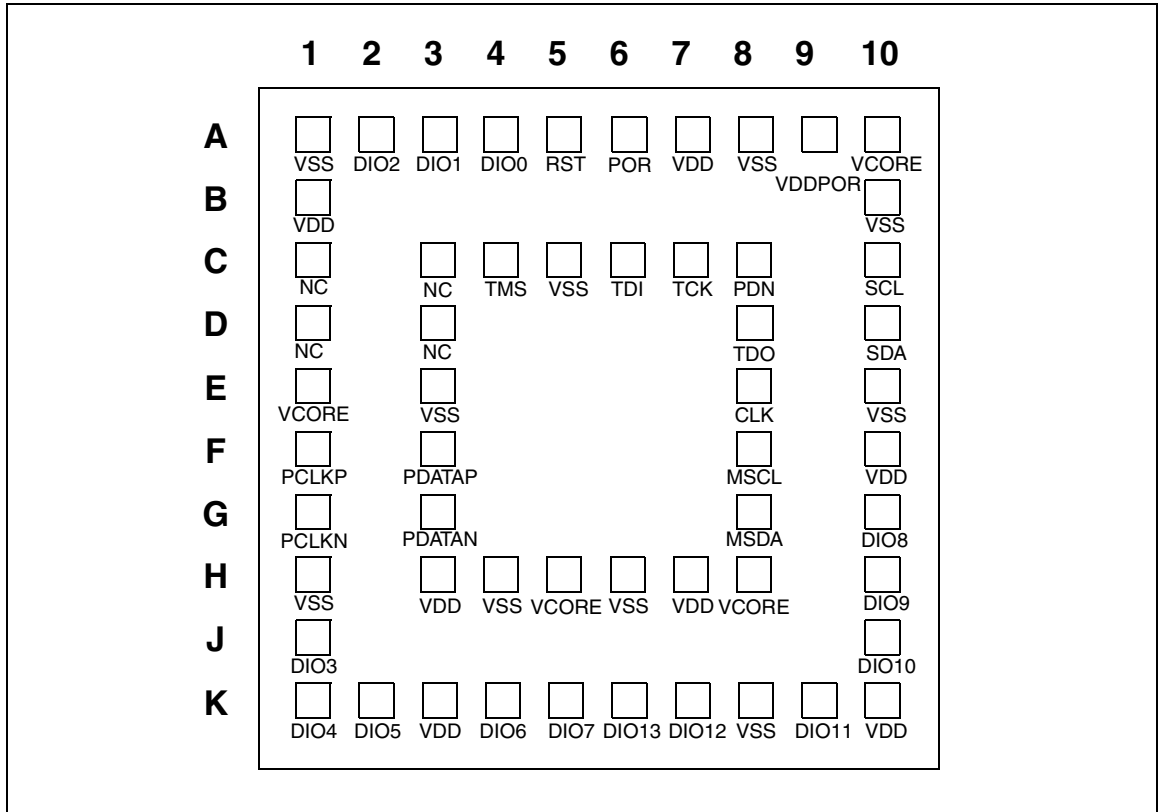 1 2 3 4 5 6 7 8 9 10
A
VSS DIO2 DIO1 DIO0 RST POR VDD VSS VDDPOR VCORE
B
VDD VSS
C
NC NC TMS VSS TDI TCK PDN SCL
D
NC NC TDO SDA
E
VCORE VSS CLK VSS
F
PCLKP PDATAP MSCL VDD
G
PCLKN PDATAN MSDA DIO8
H
VSS VDD VSS VCORE VSS VDD VCORE DIO9
J
DIO3 DIO10
K
DIO4 DIO5 VDD DIO6 DIO7 DIO13 DIO12 VSS DIO11 VDD